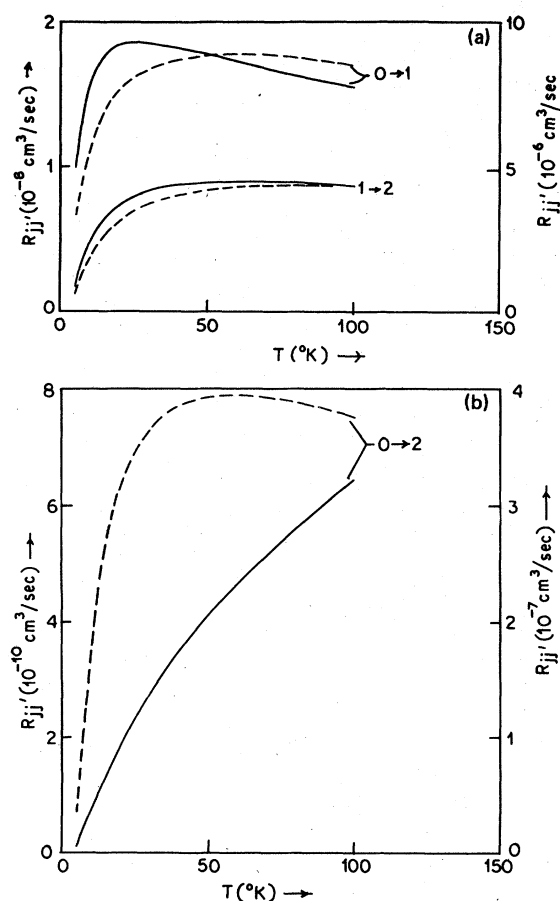 (a)
2
1
0
R_jj' (10^-8 cm^3/sec) →
10
5
0
R_jj' (10^-6 cm^3/sec)
0→1
1→2
0 50 100 150
T (°K) →
(b)
8
6
4
2
0
R_jj' (10^-10 cm^3/sec) →
4
3
2
1
0
R_jj' (10^-7 cm^3/sec) →
0→2
0 50 100 150
T (°K) →